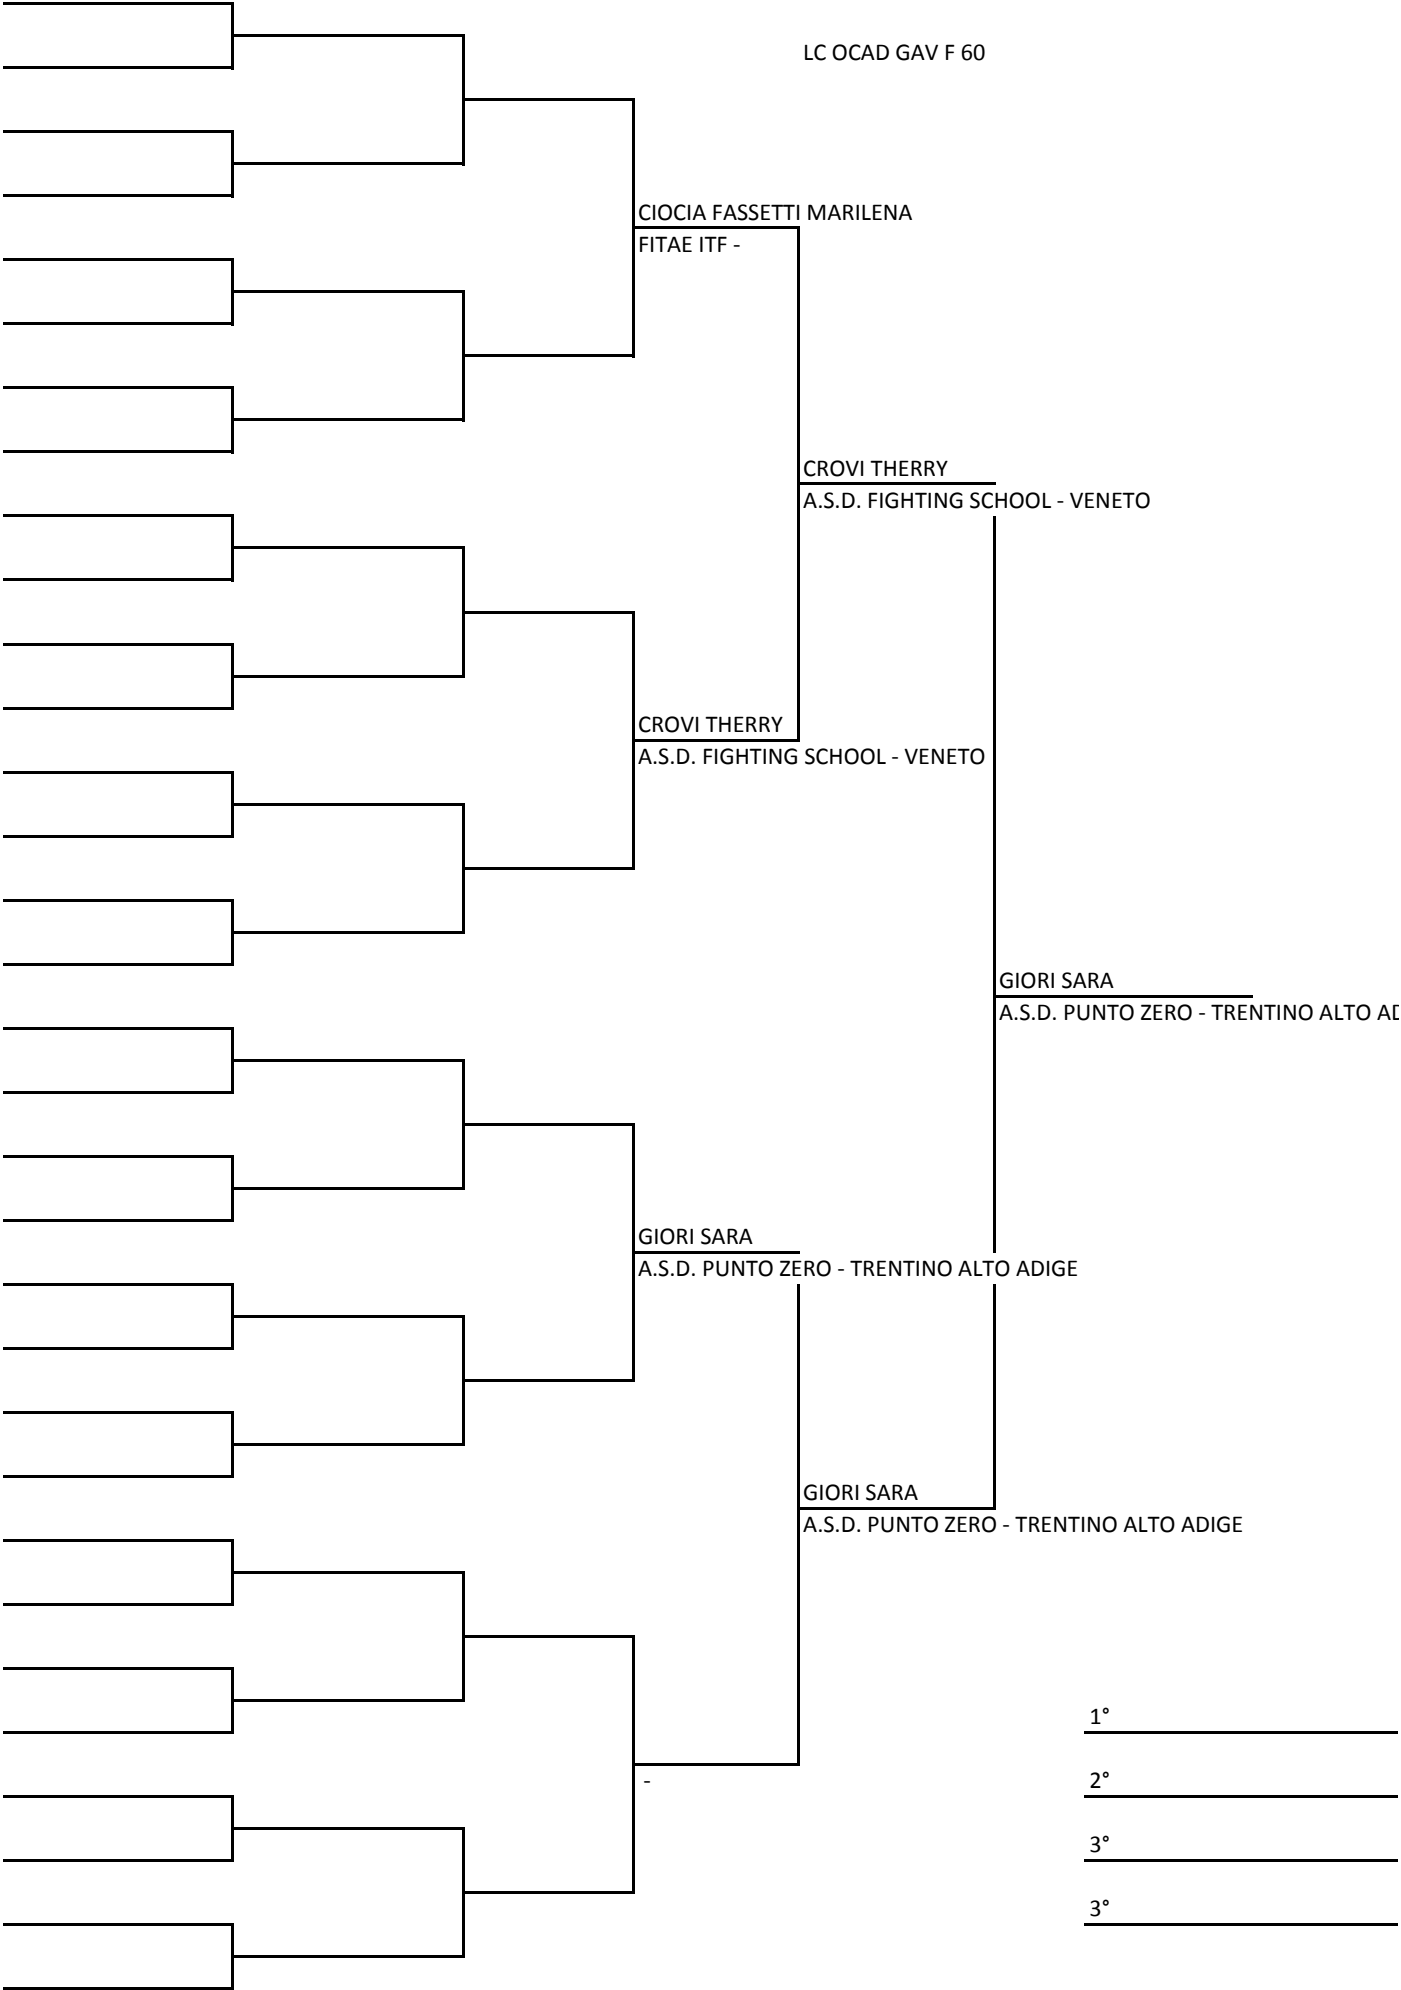 LC OCAD GAV F 60
CIOCIA FASSETTI MARILENA
FITAE ITF -
CROVI THERRY
A.S.D. FIGHTING SCHOOL - VENETO
CROVI THERRY
A.S.D. FIGHTING SCHOOL - VENETO
GIORI SARA
A.S.D. PUNTO ZERO - TRENTINO ALTO AD
GIORI SARA
A.S.D. PUNTO ZERO - TRENTINO ALTO ADIGE
GIORI SARA
A.S.D. PUNTO ZERO - TRENTINO ALTO ADIGE
1°
-
2°
3°
3°